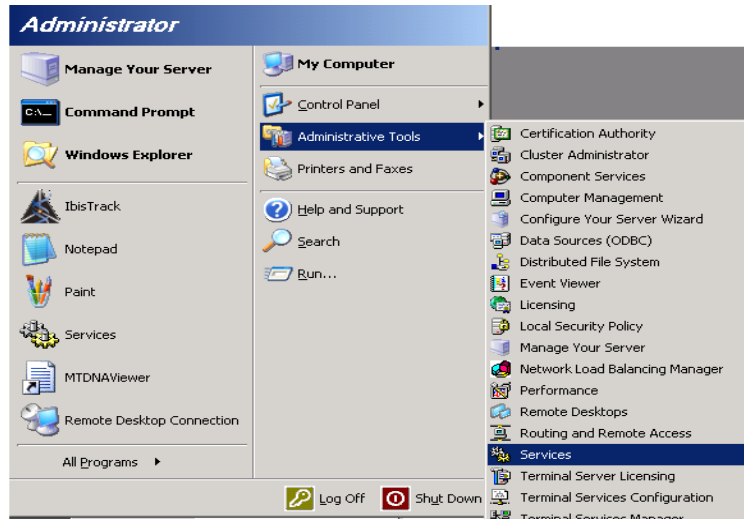 Administrator
Manage Your Server
Command Prompt
Windows Explorer
IbisTrack
Notepad
Paint
Services
MTDNAViewer
Remote Desktop Connection
All Programs
My Computer
Control Panel
Administrative Tools
Printers and Faxes
Help and Support
Search
Run...
Log Off
Shut Down
Certification Authority
Cluster Administrator
Component Services
Computer Management
Configure Your Server Wizard
Data Sources (ODBC)
Distributed File System
Event Viewer
Licensing
Local Security Policy
Manage Your Server
Network Load Balancing Manager
Performance
Remote Desktops
Routing and Remote Access
Services
Terminal Server Licensing
Terminal Services Configuration
Terminal Services Manager